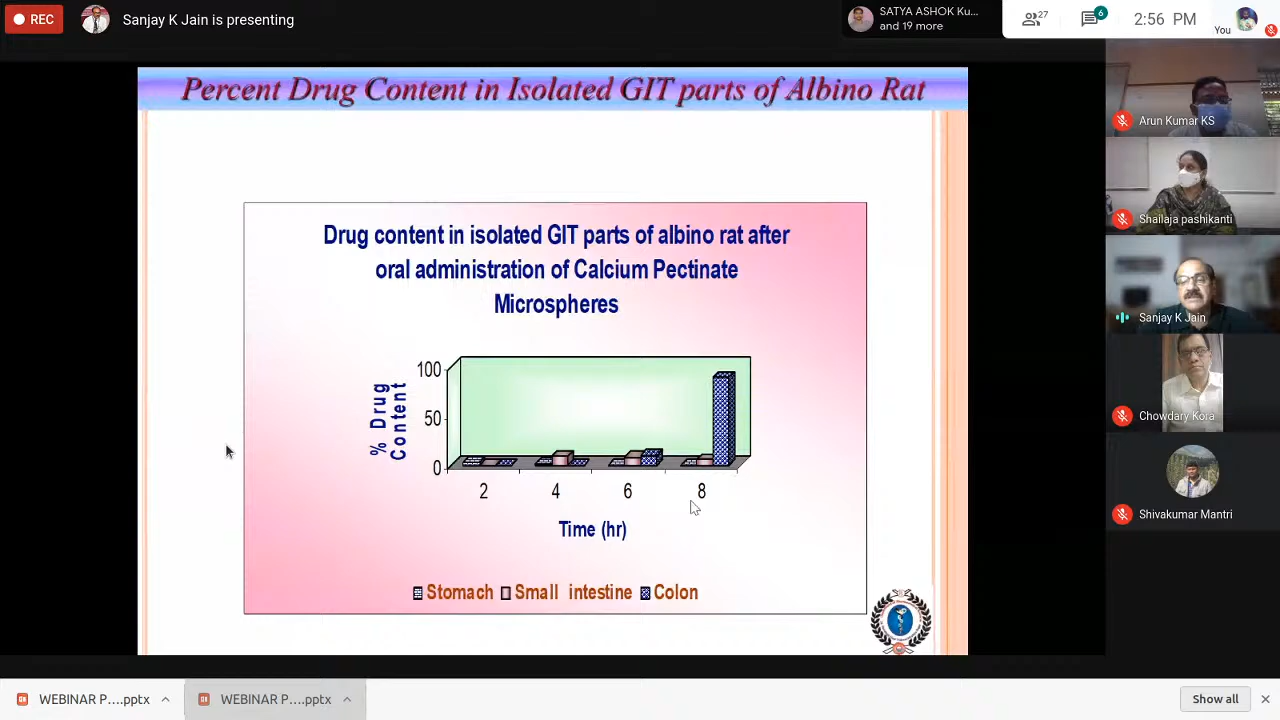 REC
Sanjay K Jain is presenting
SATYA ASHOK Ku...
and 19 more
27
6
2:56 PM
You
Percent Drug Content in Isolated GIT parts of Albino Rat
Drug content in isolated GIT parts of albino rat after
oral administration of Calcium Pectinate
Microspheres
% Drug
Content
100
50
0
2
4
6
8
Time (hr)
Stomach Small intestine Colon
Arun Kumar KS
Shailaja pashikanti
Sanjay K Jain
Chowdary Kora
Shivakumar Mantri
WEBINAR P....pptx
WEBINAR P....pptx
Show all